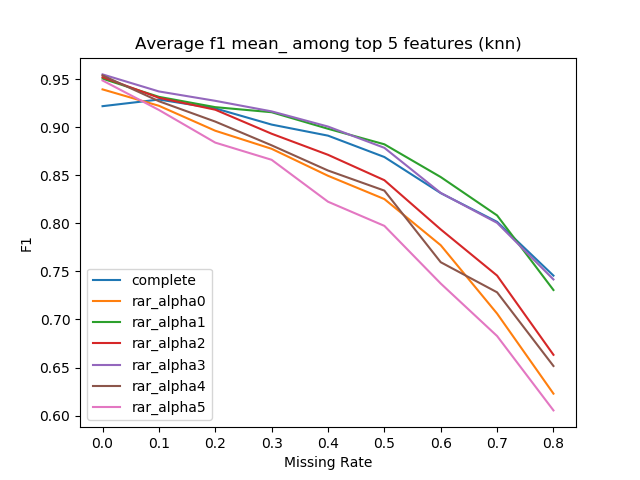 Average f1 mean_ among top 5 features (knn)
0.95
0.90
0.85
0.80
0.75
0.70
0.65
0.60
F1
complete
rar_alpha0
rar_alpha1
rar_alpha2
rar_alpha3
rar_alpha4
rar_alpha5
0.0 0.1 0.2 0.3 0.4 0.5 0.6 0.7 0.8
Missing Rate